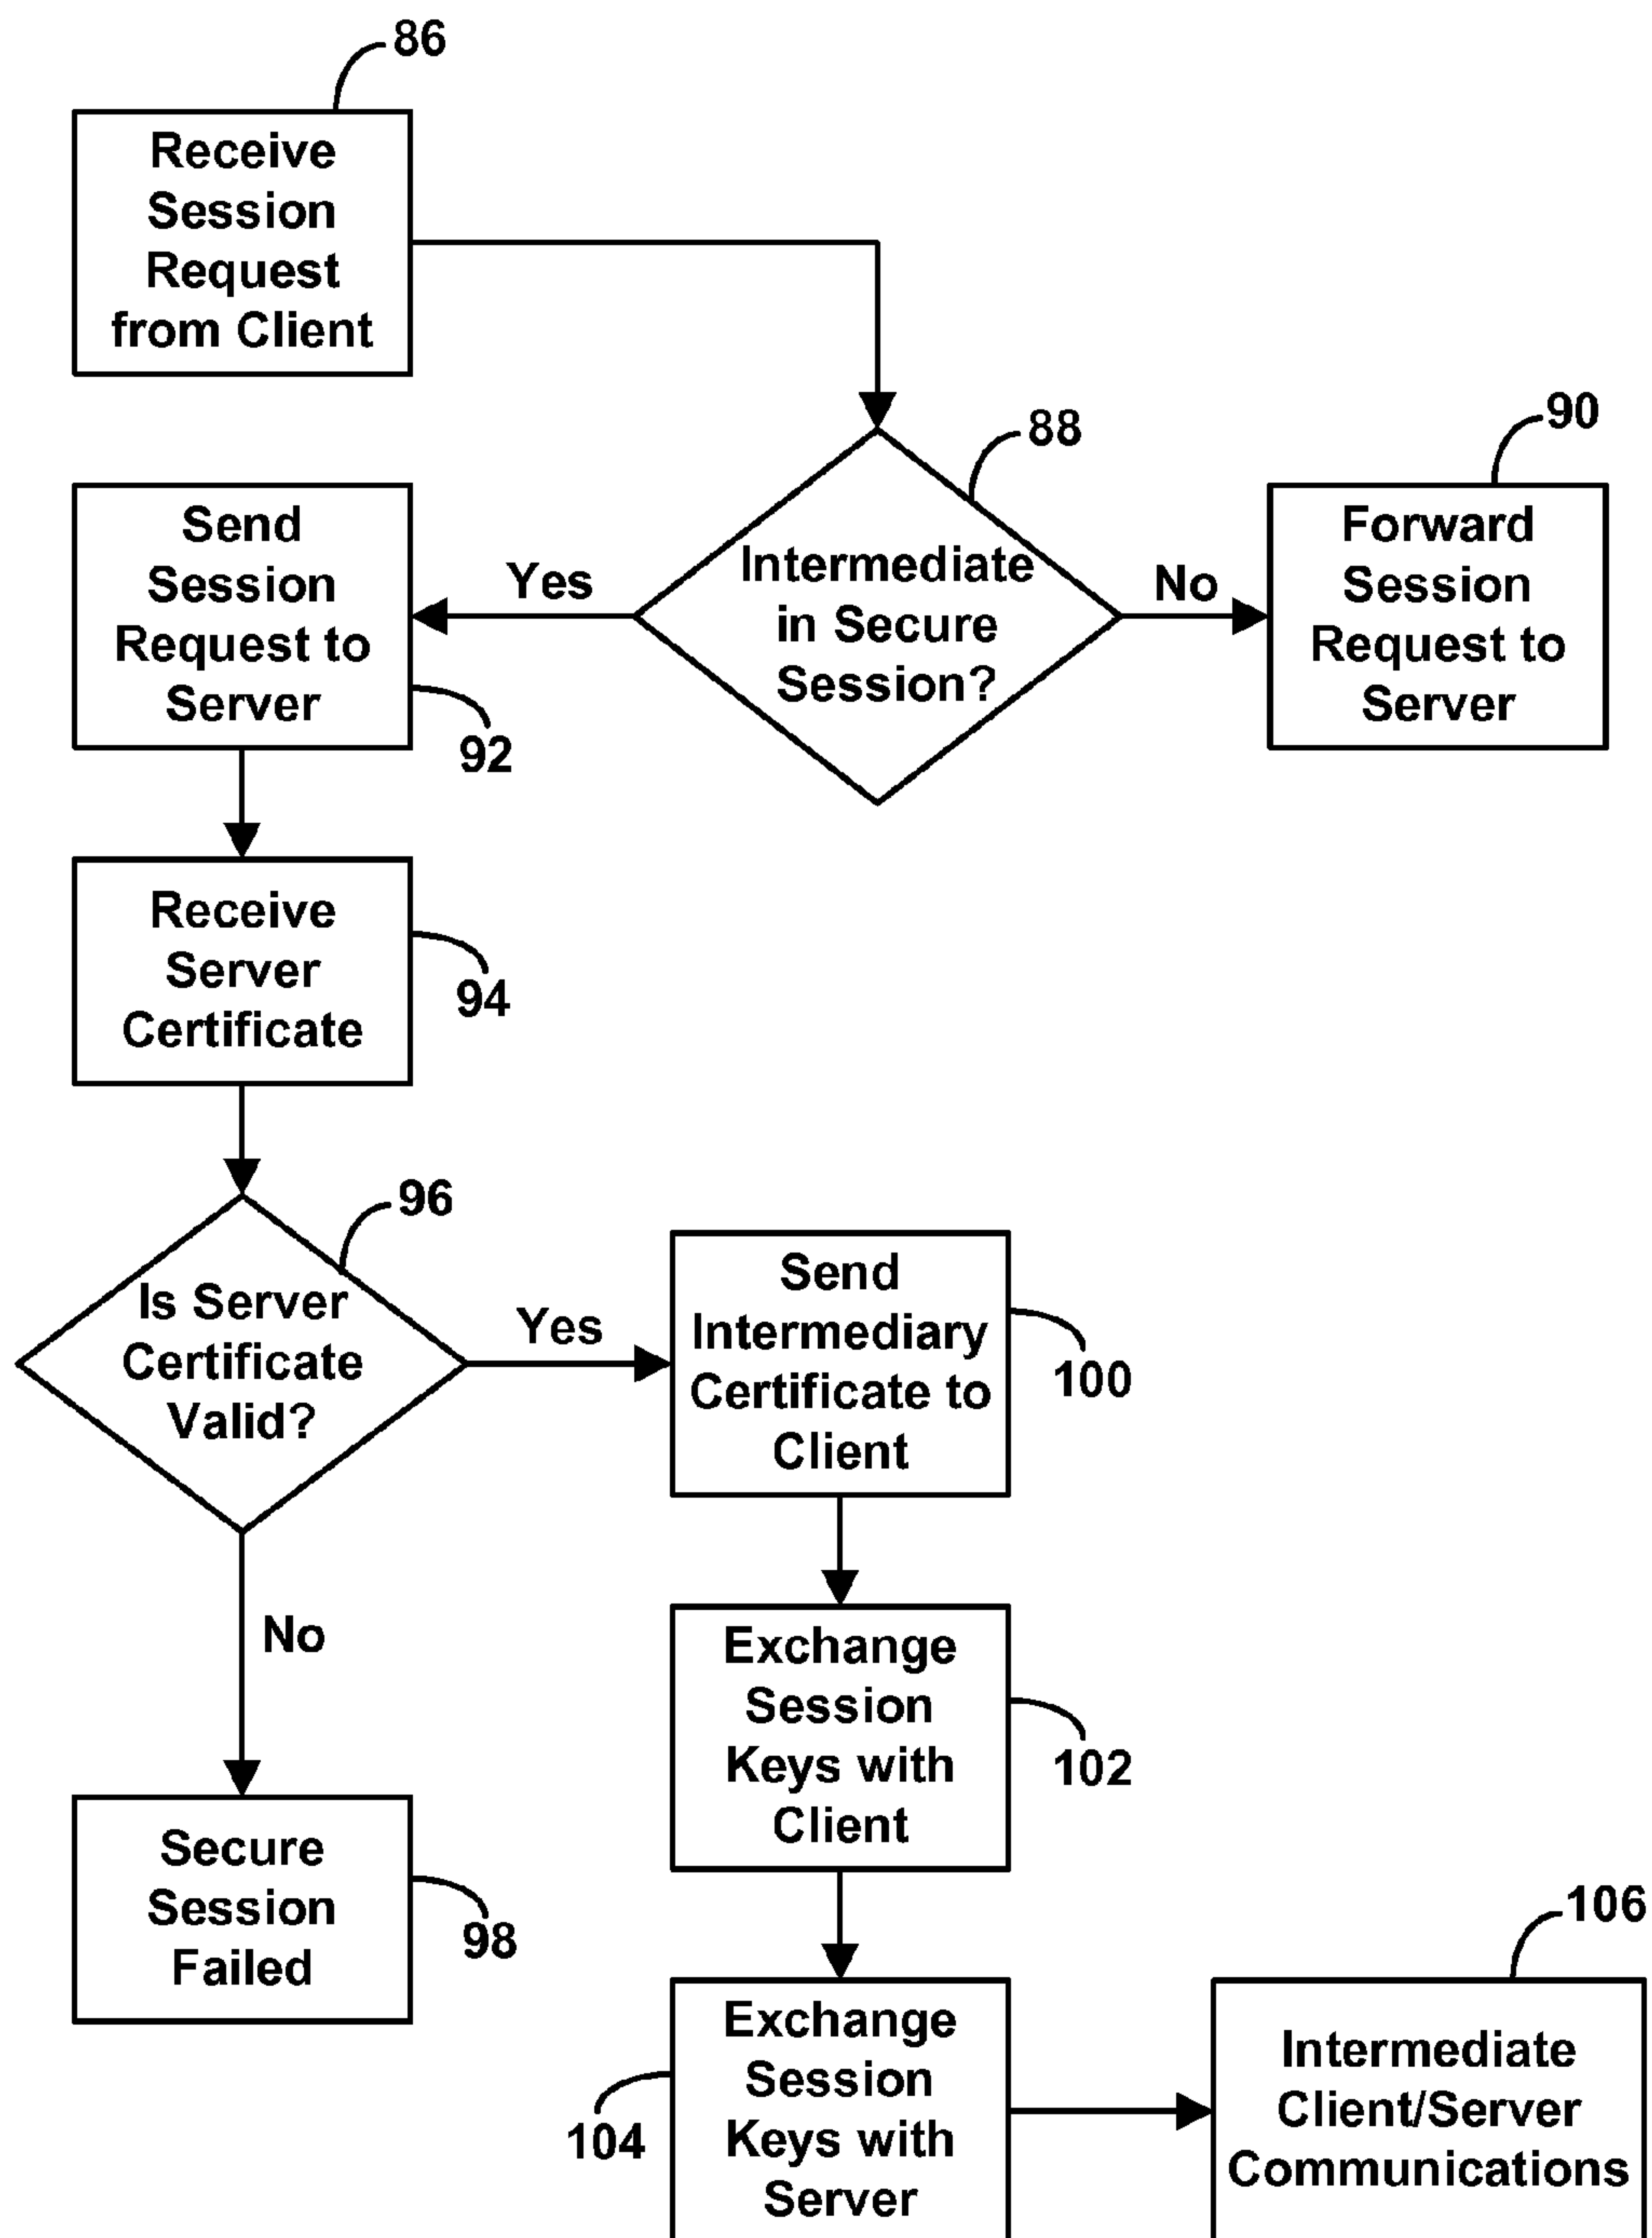 86
Receive
Session
Request
from Client
88
Intermediate
in Secure
Session?
90
Forward
Session
Request to
Server
No
Yes
Send
Session
Request to
Server
92
Receive
Server
Certificate
94
96
Is Server
Certificate
Valid?
Yes
No
Send
Intermediary
Certificate to
Client
100
Exchange
Session
Keys with
Client
102
Secure
Session
Failed
98
Exchange
Session
Keys with
Server
104
106
Intermediate
Client/Server
Communications